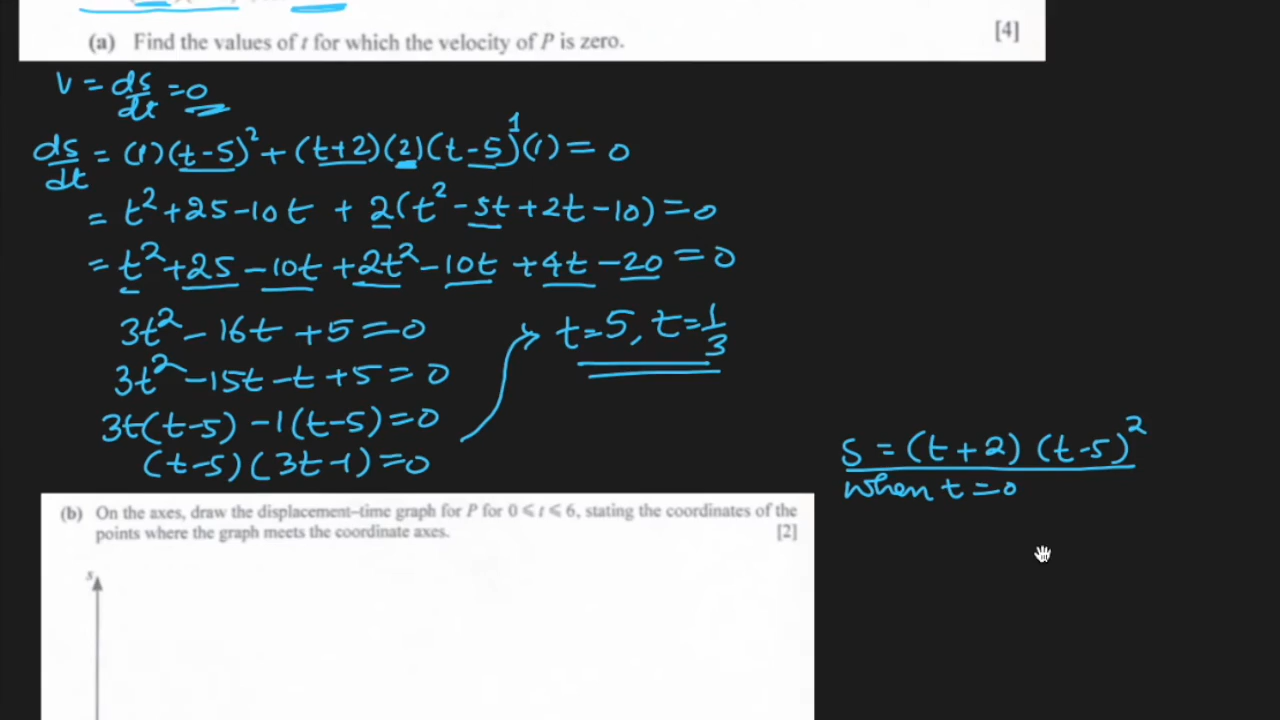 (a) Find the values of t for which the velocity of P is zero. [4]
v = ds/dt = 0
ds/dt = (1)(t-5)² + (t+2)(2)(t-5)¹(1) = 0
= t² + 25 - 10t + 2(t² - 5t + 2t - 10) = 0
= t² + 25 - 10t + 2t² - 10t + 4t - 20 = 0
3t² - 16t + 5 = 0
3t² - 15t - t + 5 = 0
3t(t-5) - 1(t-5) = 0
(t-5)(3t-1) = 0
t = 5, t = 1/3
S = (t+2)(t-5)²
when t = 0
(b) On the axes, draw the displacement–time graph for P for 0 ⩽ t ⩽ 6, stating the coordinates of the
points where the graph meets the coordinate axes. [2]
s